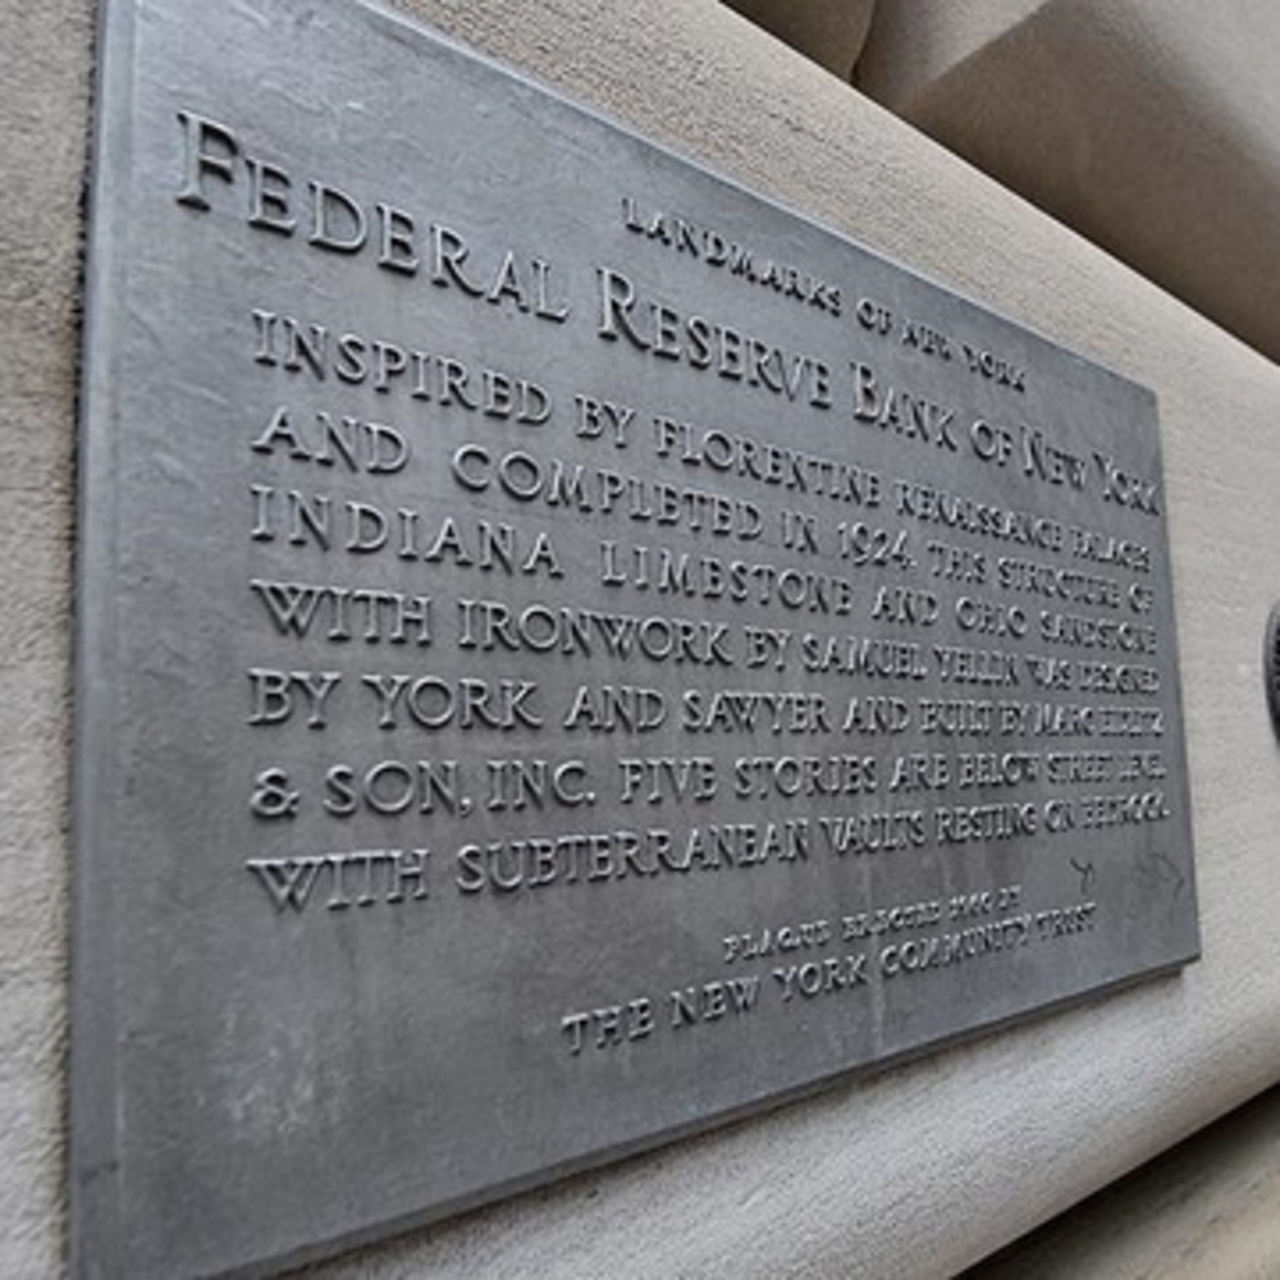 LANDMARKS OF NEW YORK
FEDERAL RESERVE BANK OF NEW YORK
INSPIRED BY FLORENTINE RENAISSANCE PALACES
AND COMPLETED IN 1924. THIS STRUCTURE OF
INDIANA LIMESTONE AND OHIO SANDSTONE
WITH IRONWORK BY SAMUEL YELLIN WAS DESIGNED
BY YORK AND SAWYER AND BUILT BY MARC EIDLITZ
& SON, INC. FIVE STORIES ARE BELOW STREET LEVEL
WITH SUBTERRANEAN VAULTS RESTING ON BEDROCK.
PLAQUE ERECTED BY
THE NEW YORK COMMUNITY TRUST